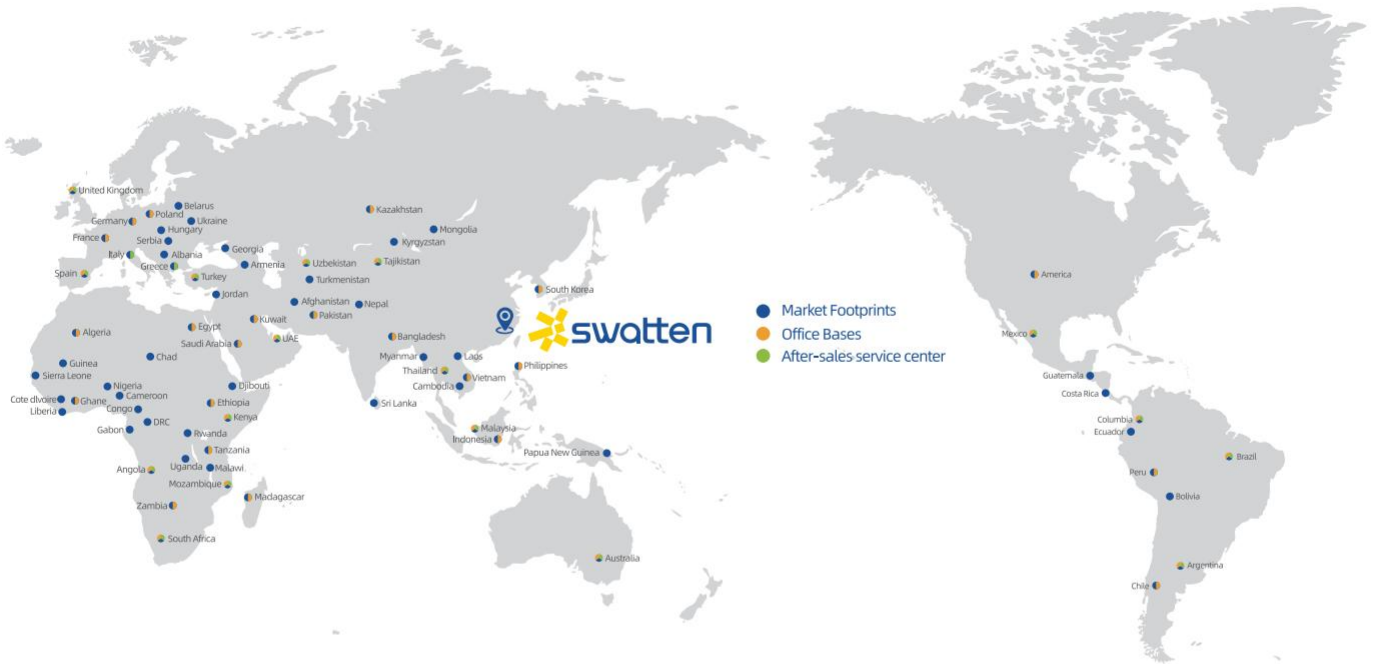 United Kingdom
Belarus
Poland
Germany
Ukraine
Hungary
France
Serbia
Italy
Albania
Greece
Georgia
Armenia
Spain
Turkey
Jordan
Kazakhstan
Mongolia
Kyrgyzstan
Uzbekistan
Tajikistan
Turkmenistan
Afghanistan
Nepal
Pakistan
South Korea
swatten
Kuwait
Algeria
Egypt
Saudi Arabia
UAE
Bangladesh
Chad
Guinea
Sierra Leone
Myanmar
Laos
Thailand
Philippines
Vietnam
Cambodia
Nigeria
Djibouti
Cameroon
Cote dlvoire
Ghane
Liberia
Congo
Ethiopia
Sri Lanka
Kenya
DRC
Gabon
Rwanda
Malaysia
Indonesia
Papua New Guinea
Tanzania
Uganda
Malawi
Angola
Mozambique
Madagascar
Zambia
South Africa
Australia
Market Footprints
Office Bases
After-sales service center
America
Mexico
Guatemala
Costa Rica
Columbia
Ecuador
Brazil
Peru
Bolivia
Argentina
Chile